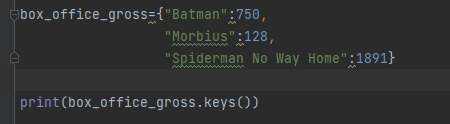 box_office_gross={"Batman":750,
"Morbius":128,
"Spiderman No Way Home":1891}
print(box_office_gross.keys())